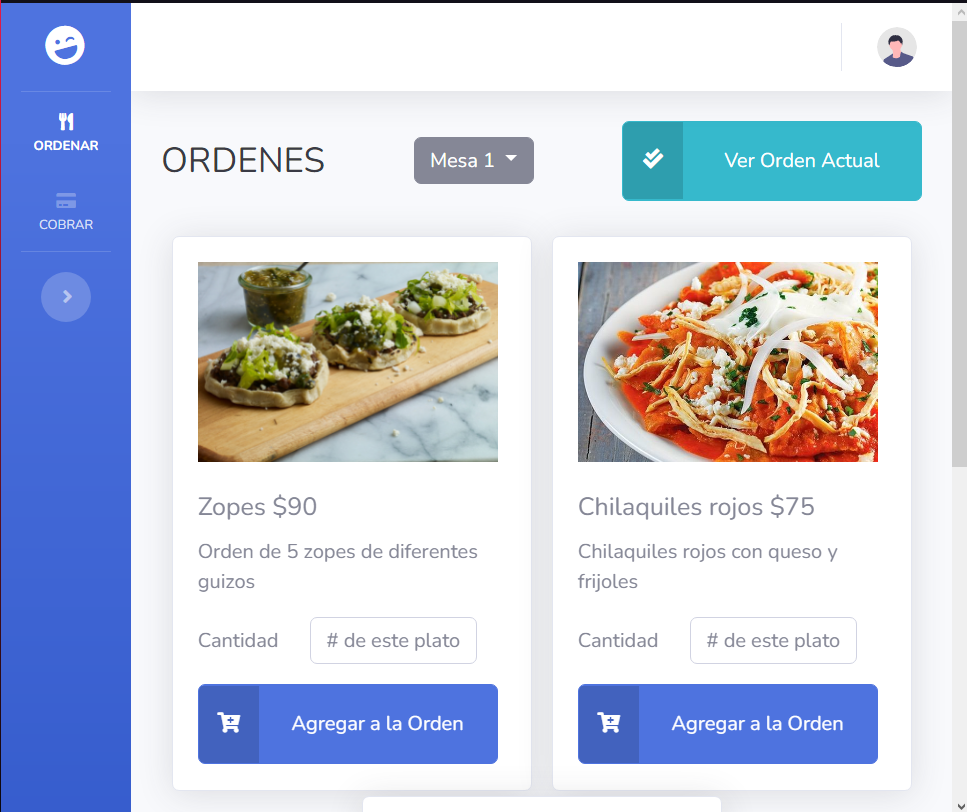 ORDENAR
COBRAR
ORDENES
Mesa 1
Ver Orden Actual
Zopes $90
Orden de 5 zopes de diferentes
guizos
Cantidad
# de este plato
Agregar a la Orden
Chilaquiles rojos $75
Chilaquiles rojos con queso y
frijoles
Cantidad
# de este plato
Agregar a la Orden